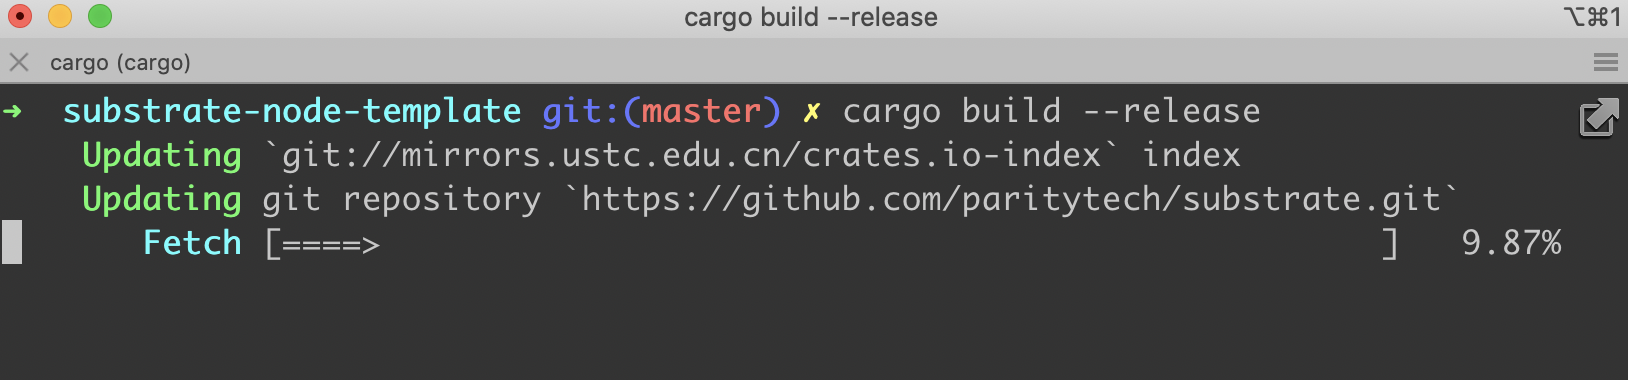 cargo build --release
⌥⌘1
cargo (cargo)
➜ substrate-node-template git:(master) ✗ cargo build --release
Updating `git://mirrors.ustc.edu.cn/crates.io-index` index
Updating git repository `https://github.com/paritytech/substrate.git`
Fetch [====> ] 9.87%